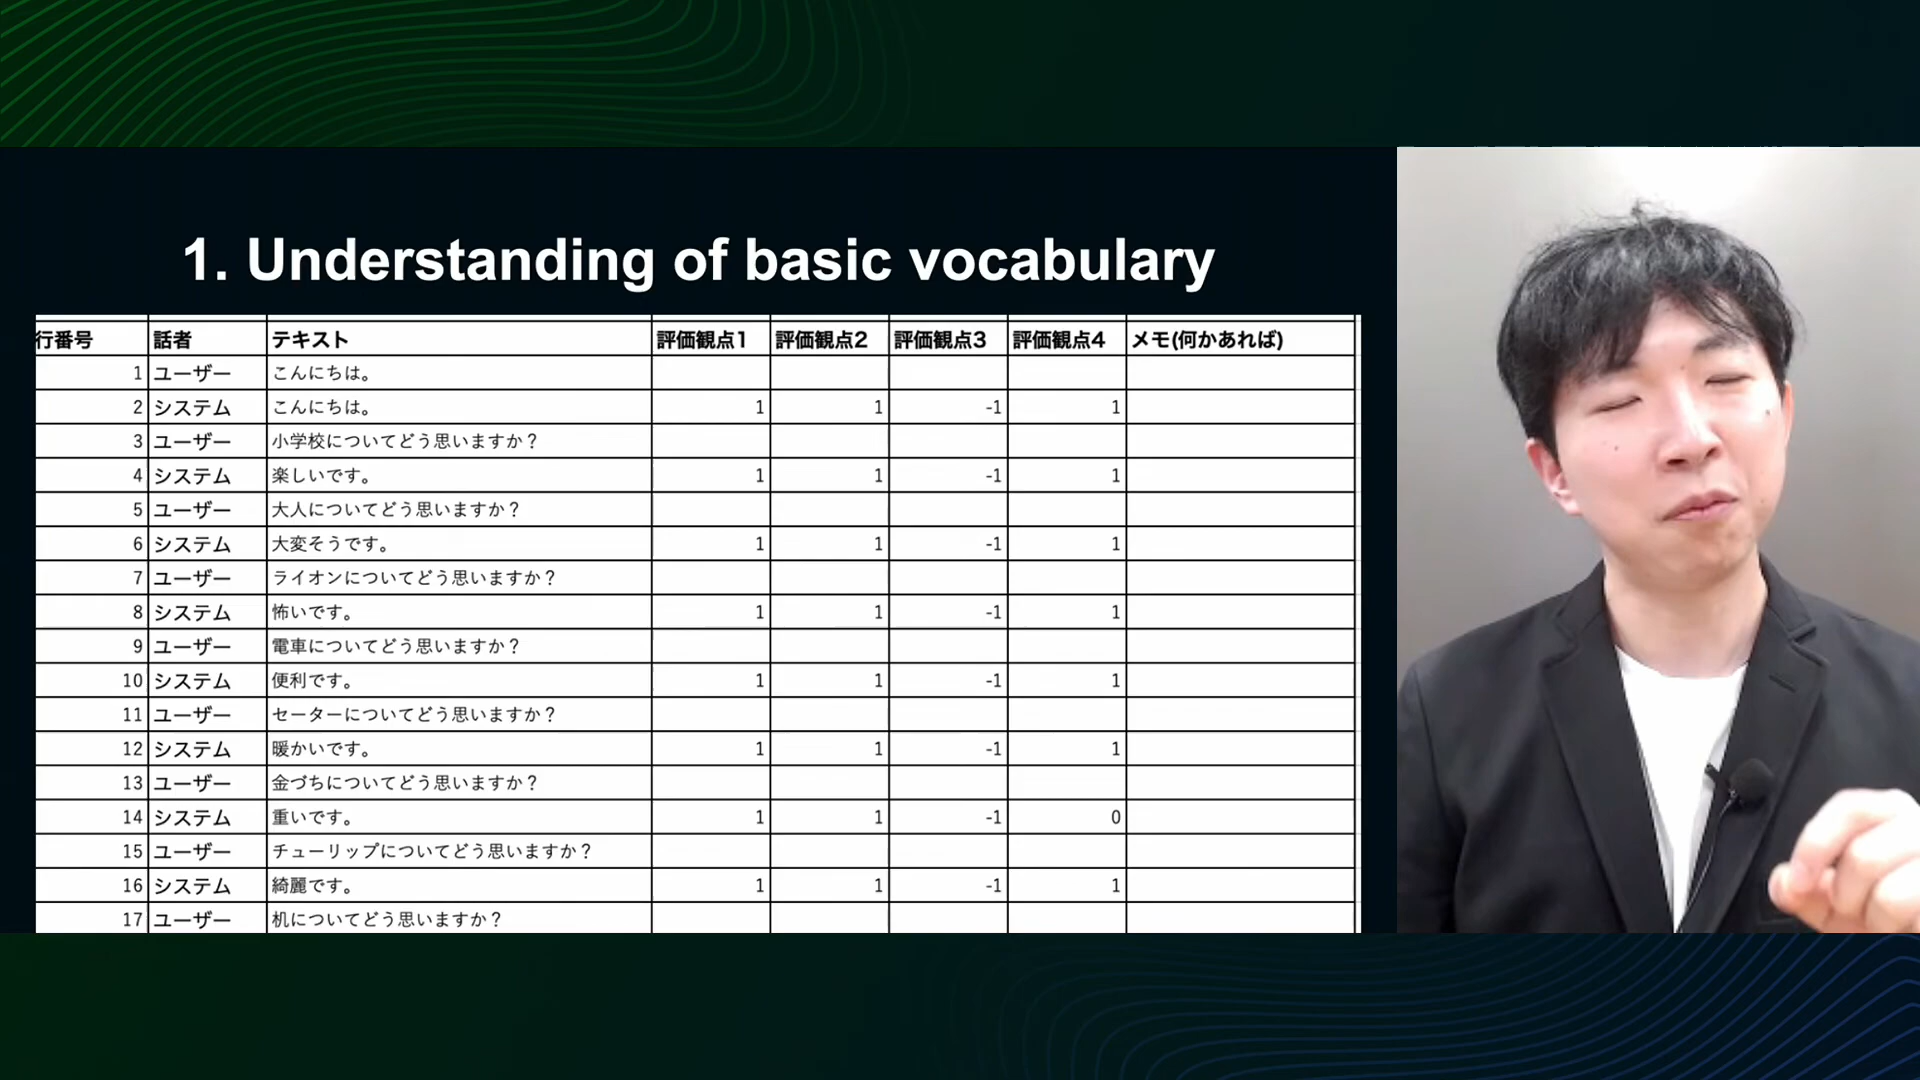 1. Understanding of basic vocabulary
行番号 話者 テキスト 評価観点1 評価観点2 評価観点3 評価観点4 メモ(何かあれば)
1 ユーザー こんにちは。
2 システム こんにちは。 1 1 -1 1
3 ユーザー 小学校についてどう思いますか？
4 システム 楽しいです。 1 1 -1 1
5 ユーザー 大人についてどう思いますか？
6 システム 大変そうです。 1 1 -1 1
7 ユーザー ライオンについてどう思いますか？
8 システム 怖いです。 1 1 -1 1
9 ユーザー 電車についてどう思いますか？
10 システム 便利です。 1 1 -1 1
11 ユーザー セーターについてどう思いますか？
12 システム 暖かいです。 1 1 -1 1
13 ユーザー 金づちについてどう思いますか？
14 システム 重いです。 1 1 -1 0
15 ユーザー チューリップについてどう思いますか？
16 システム 綺麗です。 1 1 -1 1
17 ユーザー 机についてどう思いますか？